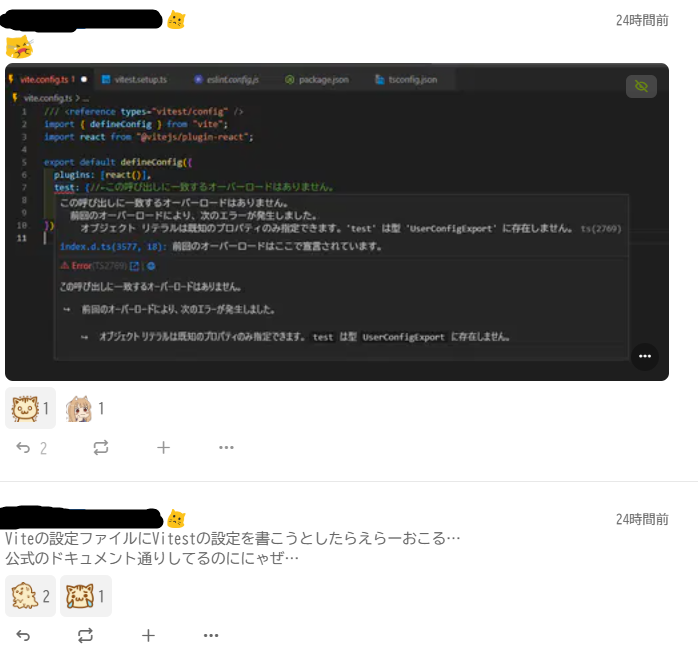 24時間前
vite.config.ts 1
vitest.setup.ts
eslint.config.js
package.json
tsconfig.json
vite.config.ts > ...
1 /// <reference types="vitest/config" />
2 import { defineConfig } from "vite";
3 import react from "@vitejs/plugin-react";
4
5 export default defineConfig({
6 plugins: [react()],
7 test: {//←この呼び出しに一致するオーバーロードはありません。
8
この呼び出しに一致するオーバーロードはありません。
9
前回のオーバーロードにより、次のエラーが発生しました。
10 })
オブジェクト リテラルは既知のプロパティのみ指定できます。'test' は型 'UserConfigExport' に存在しません。 ts(2769)
11
index.d.ts(3577, 18): 前回のオーバーロードはここで宣言されています。
Error(TS2769) |
この呼び出しに一致するオーバーロードはありません。
↪ 前回のオーバーロードにより、次のエラーが発生しました。
↪ オブジェクト リテラルは既知のプロパティのみ指定できます。 test は型 UserConfigExport に存在しません。
1
1
2
24時間前
Viteの設定ファイルにVitestの設定を書こうとしたらえらーおこる…
公式のドキュメント通りしてるのににゃぜ…
2
1